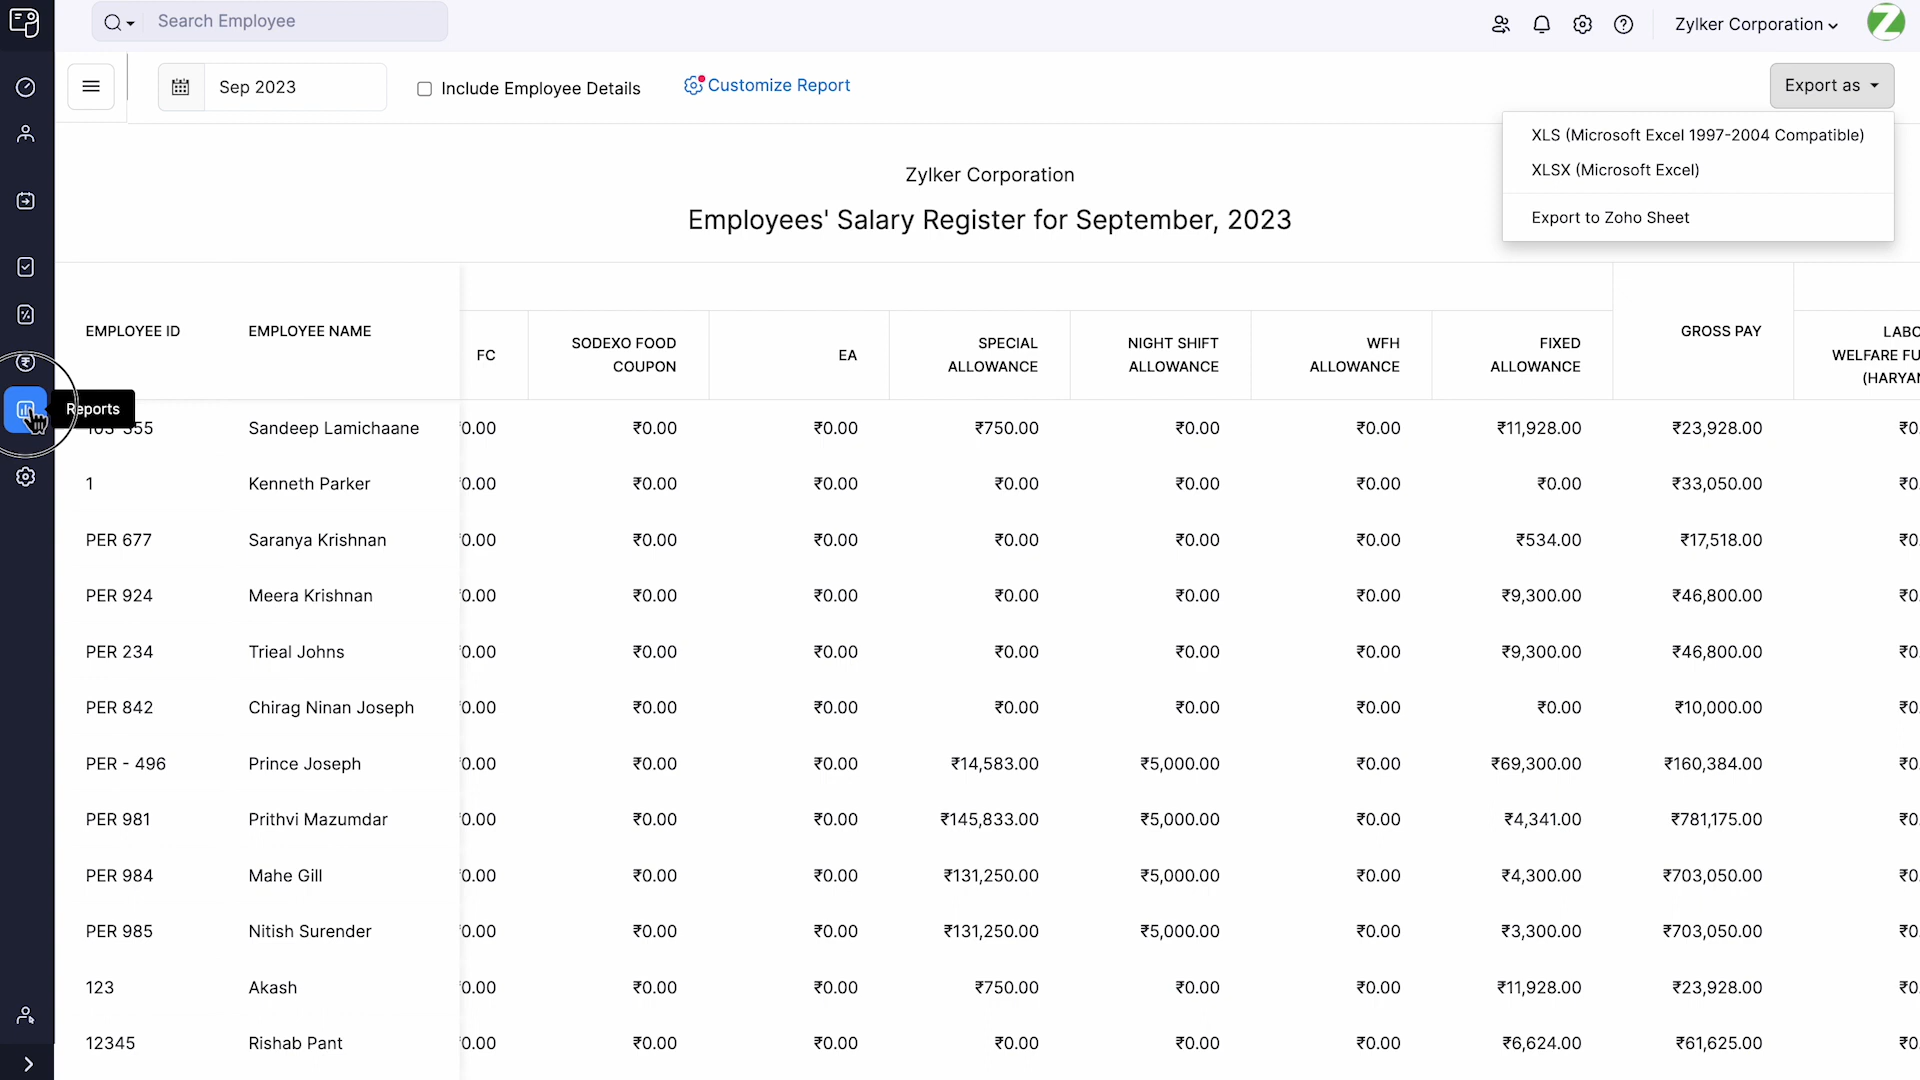 Search Employee
Zylker Corporation
Sep 2023
Include Employee Details
Customize Report
Export as
XLS (Microsoft Excel 1997-2004 Compatible)
XLSX (Microsoft Excel)
Export to Zoho Sheet
Zylker Corporation
Employees' Salary Register for September, 2023
EMPLOYEE ID EMPLOYEE NAME FC SODEXO FOOD COUPON EA SPECIAL ALLOWANCE NIGHT SHIFT ALLOWANCE WFH ALLOWANCE FIXED ALLOWANCE GROSS PAY WELFARE (HARYAN
Reports
Sandeep Lamichaane 0.00 ₹0.00 ₹0.00 ₹750.00 ₹0.00 ₹0.00 ₹11,928.00 ₹23,928.00 ₹0
1 Kenneth Parker 0.00 ₹0.00 ₹0.00 ₹0.00 ₹0.00 ₹0.00 ₹0.00 ₹33,050.00 ₹0
PER 677 Saranya Krishnan 0.00 ₹0.00 ₹0.00 ₹0.00 ₹0.00 ₹0.00 ₹534.00 ₹17,518.00 ₹0
PER 924 Meera Krishnan 0.00 ₹0.00 ₹0.00 ₹0.00 ₹0.00 ₹0.00 ₹9,300.00 ₹46,800.00 ₹0
PER 234 Trieal Johns 0.00 ₹0.00 ₹0.00 ₹0.00 ₹0.00 ₹0.00 ₹9,300.00 ₹46,800.00 ₹0
PER 842 Chirag Ninan Joseph 0.00 ₹0.00 ₹0.00 ₹0.00 ₹0.00 ₹0.00 ₹0.00 ₹10,000.00 ₹0
PER - 496 Prince Joseph 0.00 ₹0.00 ₹0.00 ₹14,583.00 ₹5,000.00 ₹0.00 ₹69,300.00 ₹160,384.00 ₹0
PER 981 Prithvi Mazumdar 0.00 ₹0.00 ₹0.00 ₹145,833.00 ₹5,000.00 ₹0.00 ₹4,341.00 ₹781,175.00 ₹0
PER 984 Mahe Gill 0.00 ₹0.00 ₹0.00 ₹131,250.00 ₹5,000.00 ₹0.00 ₹4,300.00 ₹703,050.00 ₹0
PER 985 Nitish Surender 0.00 ₹0.00 ₹0.00 ₹131,250.00 ₹5,000.00 ₹0.00 ₹3,300.00 ₹703,050.00 ₹0
123 Akash 0.00 ₹0.00 ₹0.00 ₹750.00 ₹0.00 ₹0.00 ₹11,928.00 ₹23,928.00 ₹0
12345 Rishab Pant 0.00 ₹0.00 ₹0.00 ₹0.00 ₹0.00 ₹0.00 ₹6,624.00 ₹61,625.00 ₹0